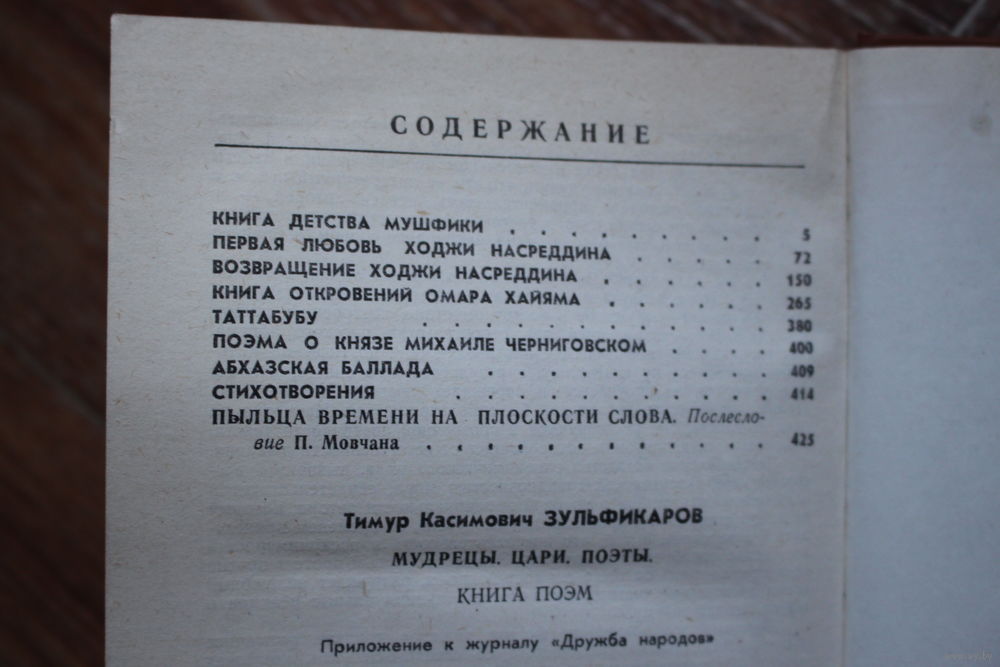 СОДЕРЖАНИЕ
КНИГА ДЕТСТВА МУШФИКИ . . . . . . . . . 5
ПЕРВАЯ ЛЮБОВЬ ХОДЖИ НАСРЕДДИНА . . . . . 72
ВОЗВРАЩЕНИЕ ХОДЖИ НАСРЕДДИНА . . . . . . 150
КНИГА ОТКРОВЕНИЙ ОМАРА ХАЙЯМА . . . . . . 265
ТАТТАБУБУ . . . . . . . . . . . 380
ПОЭМА О КНЯЗЕ МИХАИЛЕ ЧЕРНИГОВСКОМ . . . . 400
АБХАЗСКАЯ БАЛЛАДА . . . . . . . . . 409
СТИХОТВОРЕНИЯ . . . . . . . . . . 414
ПЫЛЬЦА ВРЕМЕНИ НА ПЛОСКОСТИ СЛОВА. Послесло-
вие П. Мовчана . . . . . . . . . . . 425
Тимур Касимович ЗУЛЬФИКАРОВ
МУДРЕЦЫ. ЦАРИ. ПОЭТЫ.
КНИГА ПОЭМ
Приложение к журналу «Дружба народов»